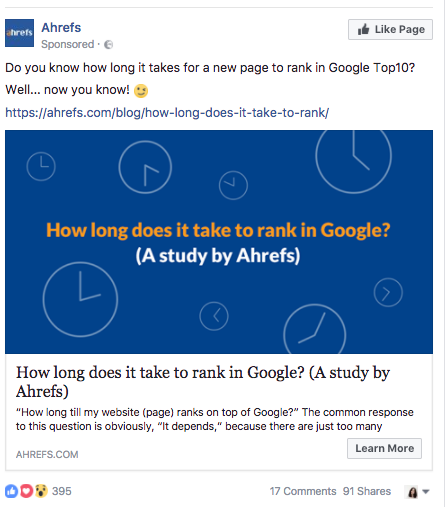 ahrefs
Ahrefs
Like Page
Sponsored ·
Do you know how long it takes for a new page to rank in Google Top10?
Well... now you know! 😉
https://ahrefs.com/blog/how-long-does-it-take-to-rank/
How long does it take to rank in Google?
(A study by Ahrefs)
How long does it take to rank in Google? (A study by
Ahrefs)
“How long till my website (page) ranks on top of Google?” The common response
to this question is obviously, “It depends,” because there are just too many
AHREFS.COM
Learn More
395
17 Comments 91 Shares